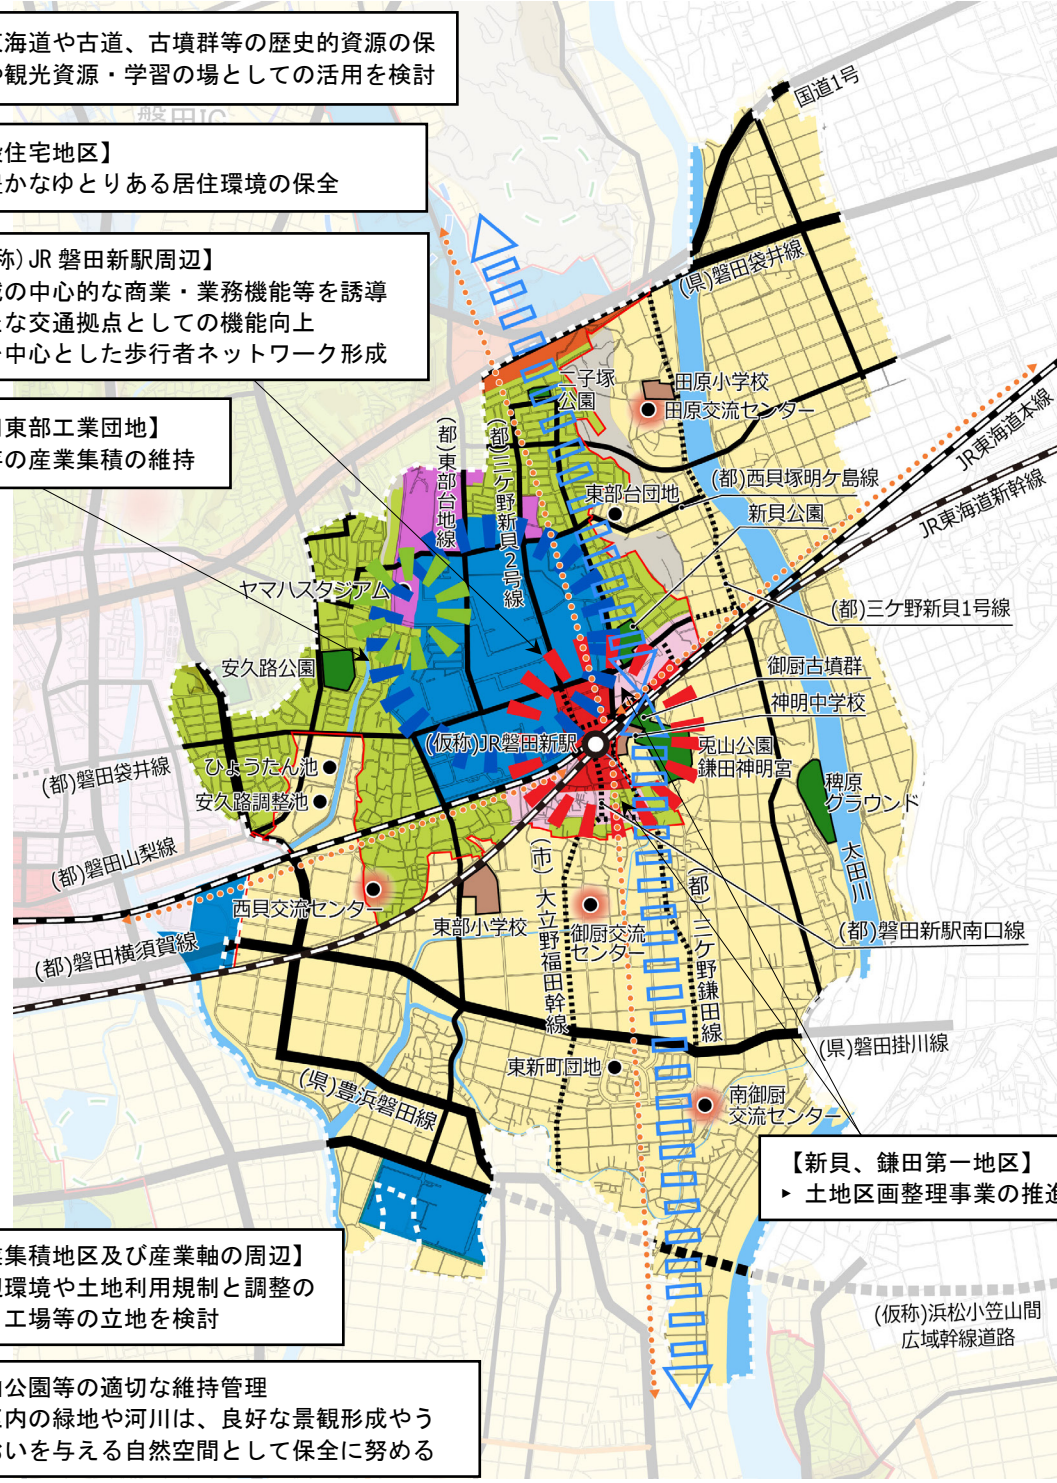 海道や古道、古墳群等の歴史的資源の保
観光資源・学習の場としての活用を検討
磐田IC
住宅地区】
かなゆとりある居住環境の保全
称)JR 磐田新駅周辺】
の中心的な商業・業務機能等を誘導
な交通拠点としての機能向上
中心とした歩行者ネットワーク形成
東部工業団地】
の産業集積の維持
国道1号
(県)磐田袋井線
二子塚
公園
田原小学校
田原交流センター
JR東海道本線
JR東海道新幹線
(都)東部台地線
(都)三ケ野新貝2号線
東部台団地
(都)西貝塚明ケ島線
新貝公園
ヤマハスタジアム
(都)三ケ野新貝1号線
安久路公園
御厨古墳群
神明中学校
(仮称)JR磐田新駅
兎山公園
鎌田神明宮
(都)磐田袋井線
ひょうたん池
安久路調整池
稗原
グラウンド
太田川
(都)磐田山梨線
西貝交流センター
東部小学校
(市)大立野福田幹線
御厨交流
センター
(都)三ケ野鎌田線
(都)磐田新駅南口線
(都)磐田横須賀線
(県)磐田掛川線
東新町団地
(県)豊浜磐田線
南御厨
交流センター
【新貝、鎌田第一地区】
▸ 土地区画整理事業の推進
集積地区及び産業軸の周辺】
環境や土地利用規制と調整の
工場等の立地を検討
(仮称)浜松小笠山間
広域幹線道路
公園等の適切な維持管理
内の緑地や河川は、良好な景観形成やう
おいを与える自然空間として保全に努める